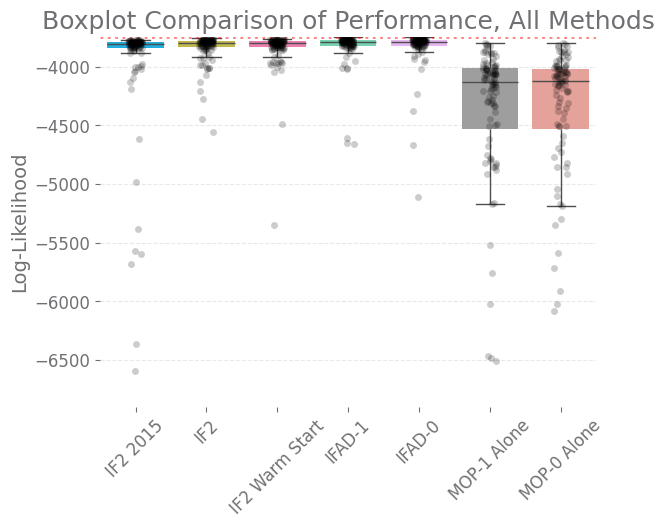 Boxplot Comparison of Performance, All Methods
Log-Likelihood
−4000
−4500
−5000
−5500
−6000
−6500
IF2 2015
IF2
IF2 Warm Start
IFAD-1
IFAD-0
MOP-1 Alone
MOP-0 Alone